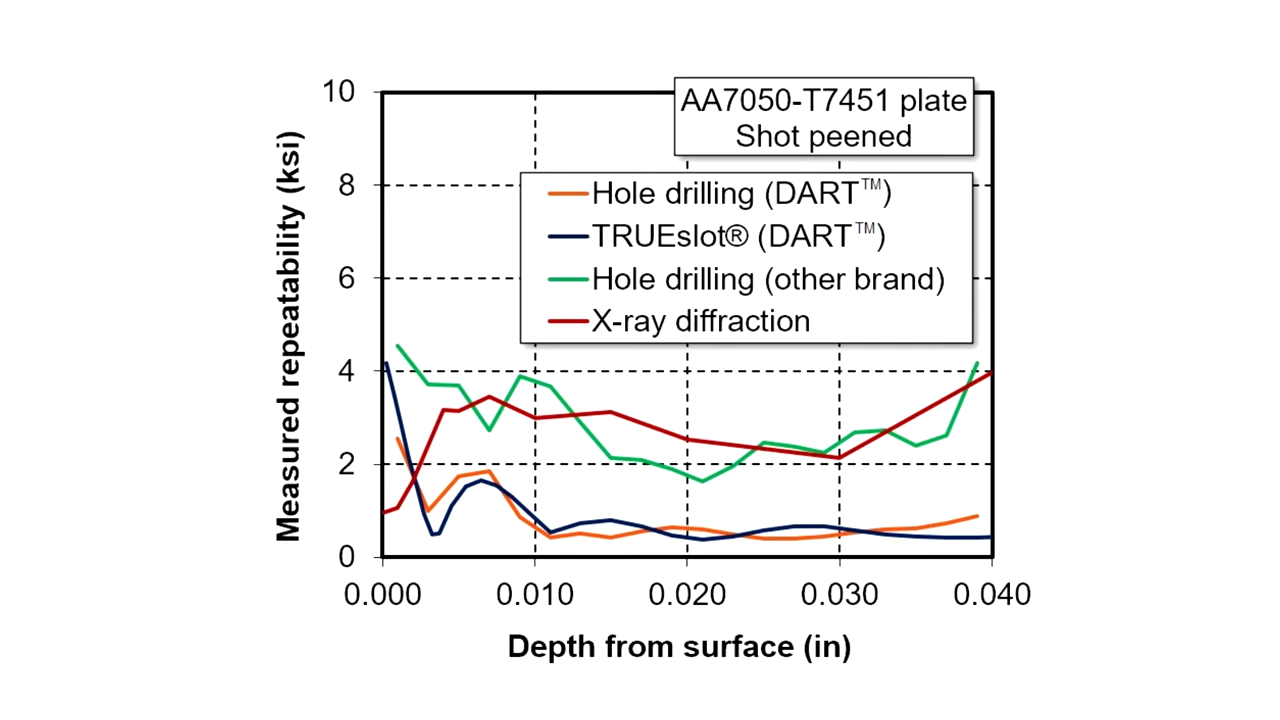 AA7050-T7451 plate
Shot peened
Hole drilling (DART™)
TRUEslot® (DART™)
Hole drilling (other brand)
X-ray diffraction
Measured repeatability (ksi)
10
8
6
4
2
0
0.000 0.010 0.020 0.030 0.040
Depth from surface (in)